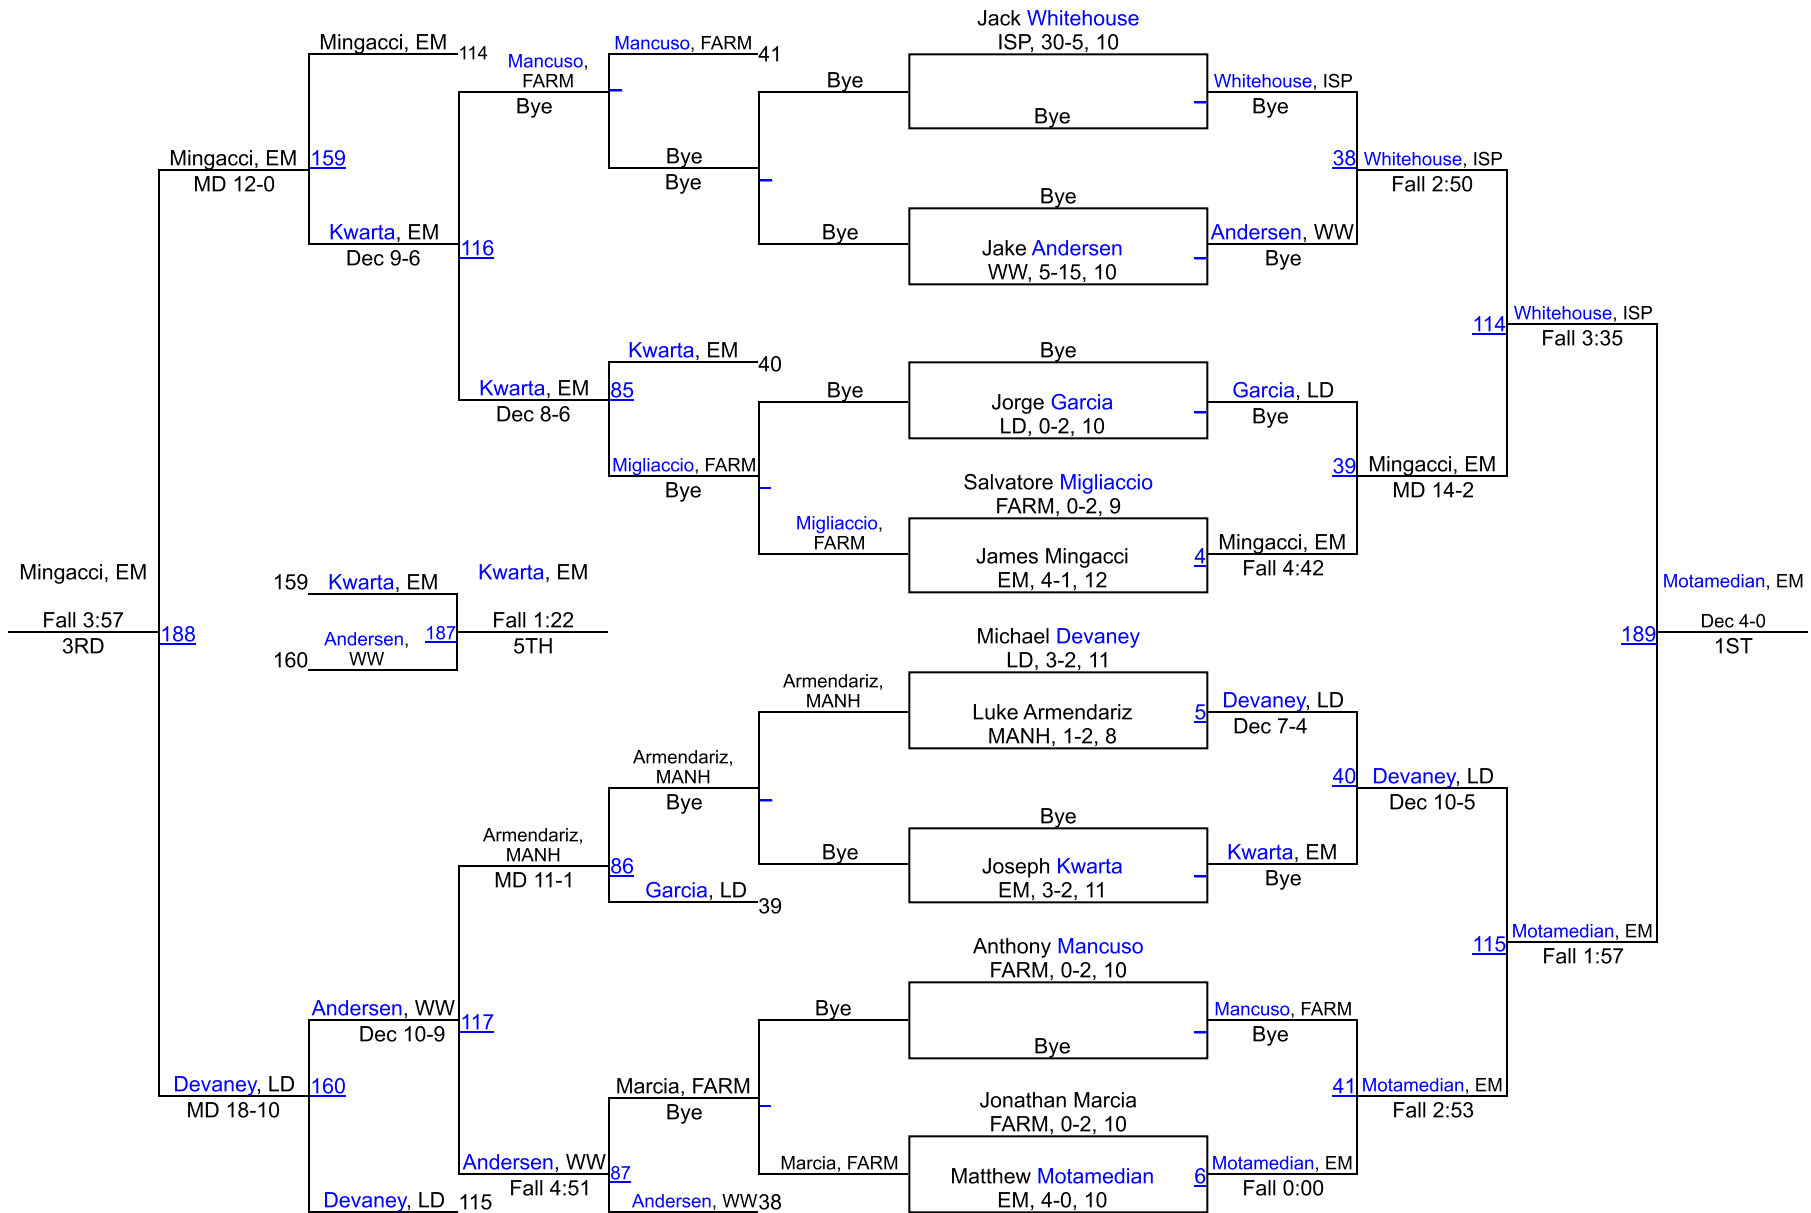 Jack Whitehouse
ISP, 30-5, 10
Mingacci, EM
114
Mancuso, FARM
41
Mancuso,
FARM
Bye
Bye
Whitehouse, ISP
Bye
Bye
Bye
Bye
Mingacci, EM
159
MD 12-0
38
Whitehouse, ISP
Fall 2:50
Bye
Kwarta, EM
Dec 9-6
116
Bye
Jake Andersen
WW, 5-15, 10
Andersen, WW
Bye
Whitehouse, ISP
114
Fall 3:35
Kwarta, EM
40
Bye
Kwarta, EM
85
Dec 8-6
Bye
Jorge Garcia
LD, 0-2, 10
Garcia, LD
Bye
Migliaccio, FARM
Bye
39
Mingacci, EM
MD 14-2
Salvatore Migliaccio
FARM, 0-2, 9
Migliaccio,
FARM
James Mingacci
EM, 4-1, 12
4
Mingacci, EM
Fall 4:42
Mingacci, EM
Fall 3:57
3RD
188
159
Kwarta, EM
Kwarta, EM
Andersen,
WW
160
187
Fall 1:22
5TH
Motamedian, EM
189
Dec 4-0
1ST
Michael Devaney
LD, 3-2, 11
Armendariz,
MANH
Luke Armendariz
MANH, 1-2, 8
5
Devaney, LD
Dec 7-4
Armendariz,
MANH
Bye
40
Devaney, LD
Dec 10-5
Armendariz,
MANH
MD 11-1
86
Bye
Bye
Joseph Kwarta
EM, 3-2, 11
Kwarta, EM
Bye
Garcia, LD
39
Anthony Mancuso
FARM, 0-2, 10
115
Motamedian, EM
Fall 1:57
Andersen, WW
Dec 10-9
117
Bye
Bye
Mancuso, FARM
Bye
Devaney, LD
160
MD 18-10
Marcia, FARM
Bye
41
Motamedian, EM
Fall 2:53
Jonathan Marcia
FARM, 0-2, 10
Andersen, WW
87
Fall 4:51
Marcia, FARM
Matthew Motamedian
EM, 4-0, 10
6
Motamedian, EM
Fall 0:00
Devaney, LD
115
Andersen, WW
38